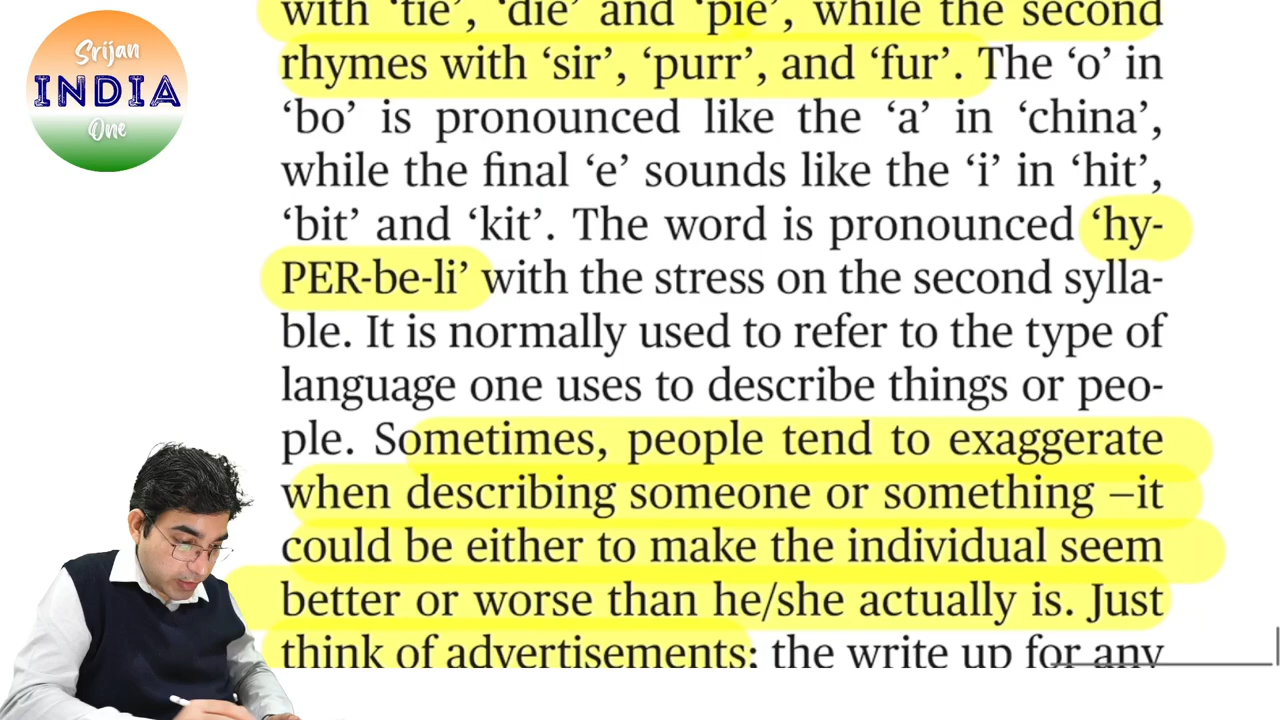 Srijan
INDIA
One
with ‘tie’, ‘die’ and ‘pie’, while the second
rhymes with ‘sir’, ‘purr’, and ‘fur’. The ‘o’ in
‘bo’ is pronounced like the ‘a’ in ‘china’,
while the final ‘e’ sounds like the ‘i’ in ‘hit’,
‘bit’ and ‘kit’. The word is pronounced ‘hy-
PER-be-li’ with the stress on the second sylla-
ble. It is normally used to refer to the type of
language one uses to describe things or peo-
ple. Sometimes, people tend to exaggerate
when describing someone or something –it
could be either to make the individual seem
better or worse than he/she actually is. Just
think of advertisements; the write up for any